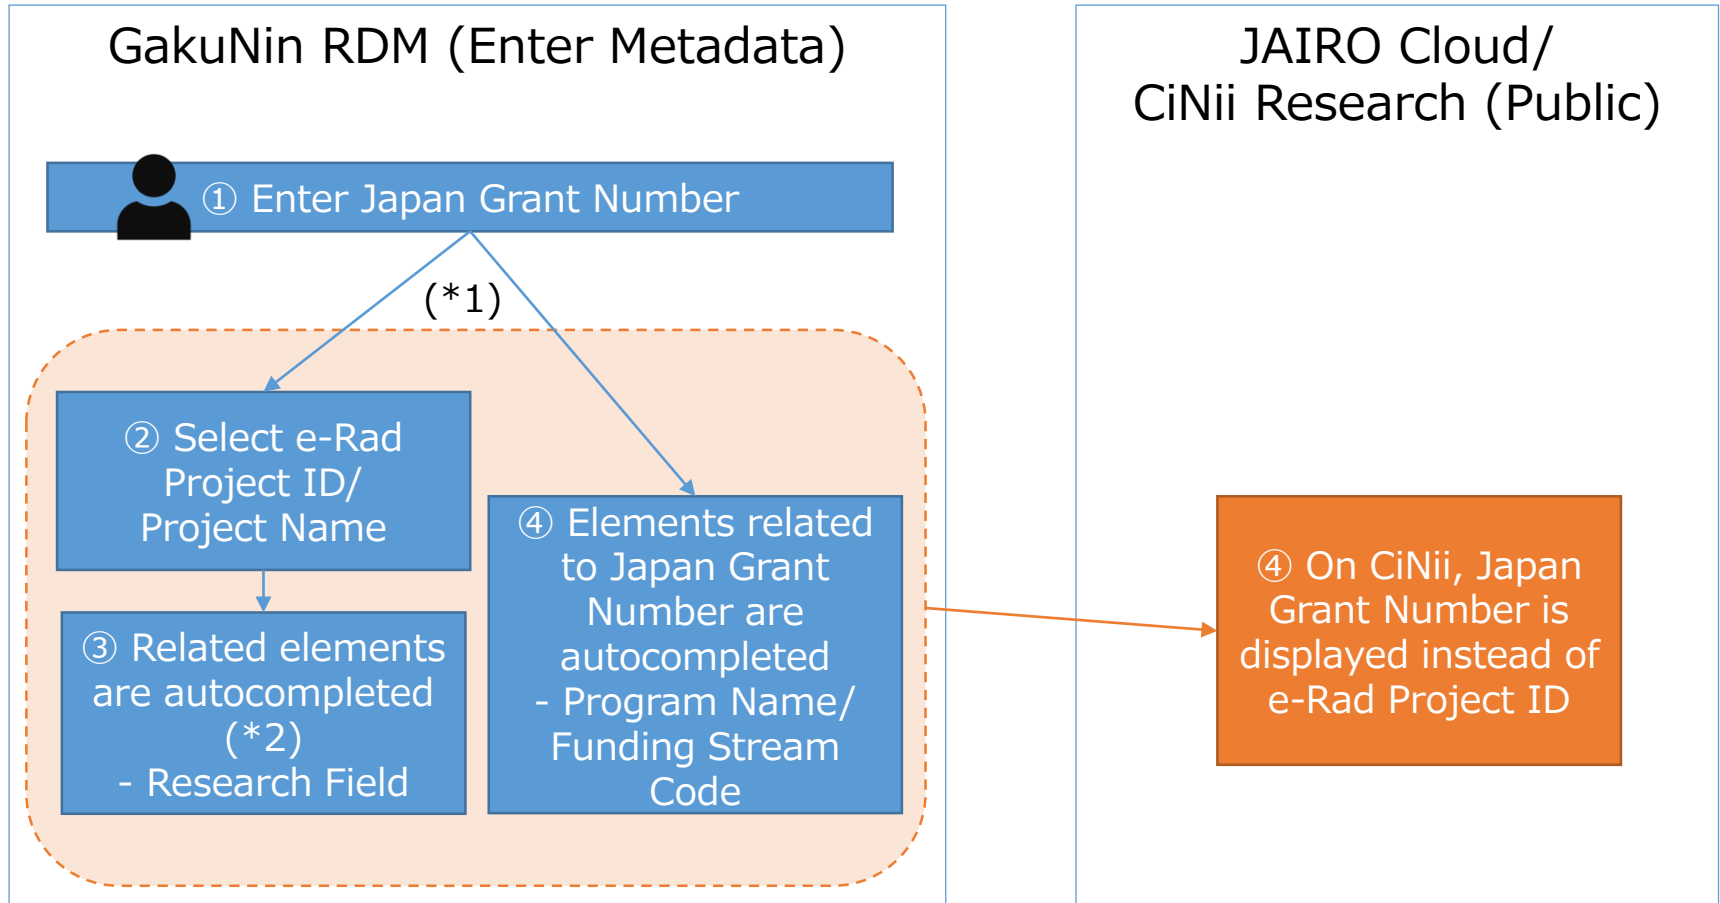 GakuNin RDM (Enter Metadata)
① Enter Japan Grant Number
(*1)
② Select e-Rad
Project ID/
Project Name
③ Related elements
are autocompleted
(*2)
- Research Field
④ Elements related
to Japan Grant
Number are
autocompleted
- Program Name/
Funding Stream
Code
JAIRO Cloud/
CiNii Research (Public)
④ On CiNii, Japan
Grant Number is
displayed instead of
e-Rad Project ID